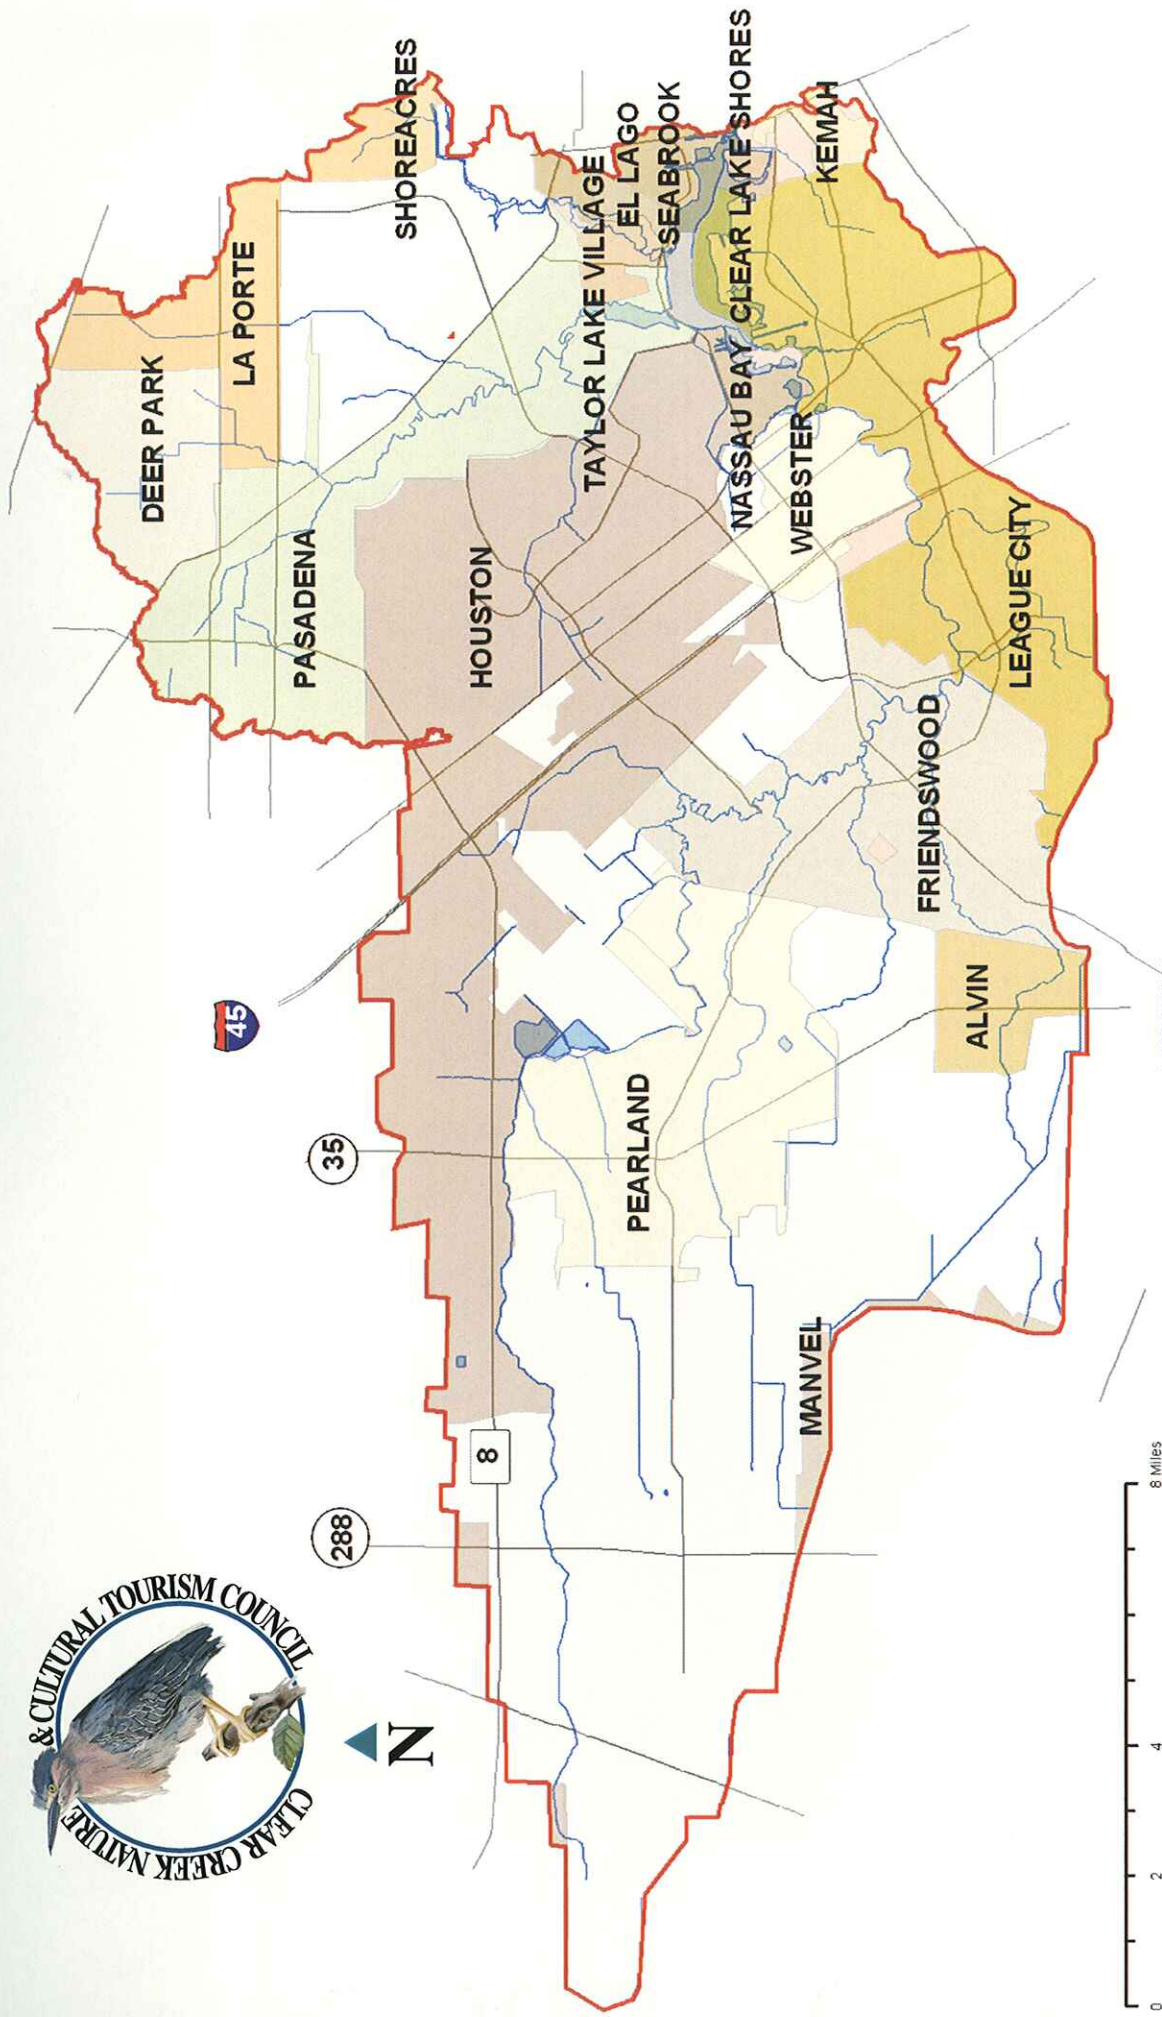 & CULTURAL TOURISM COUNCIL
CLEAR CREEK NATURE
N
288
35
45
8
DEER PARK
LA PORTE
SHOREACRES
PASADENA
HOUSTON
TAYLOR LAKE VILLAGE
EL LAGO
SEABROOK
NASSAU BAY
CLEAR LAKE SHORES
WEBSTER
KEMAH
PEARLAND
FRIENDSWOOD
LEAGUE CITY
ALVIN
MANVEL
0 2 4 8 Miles